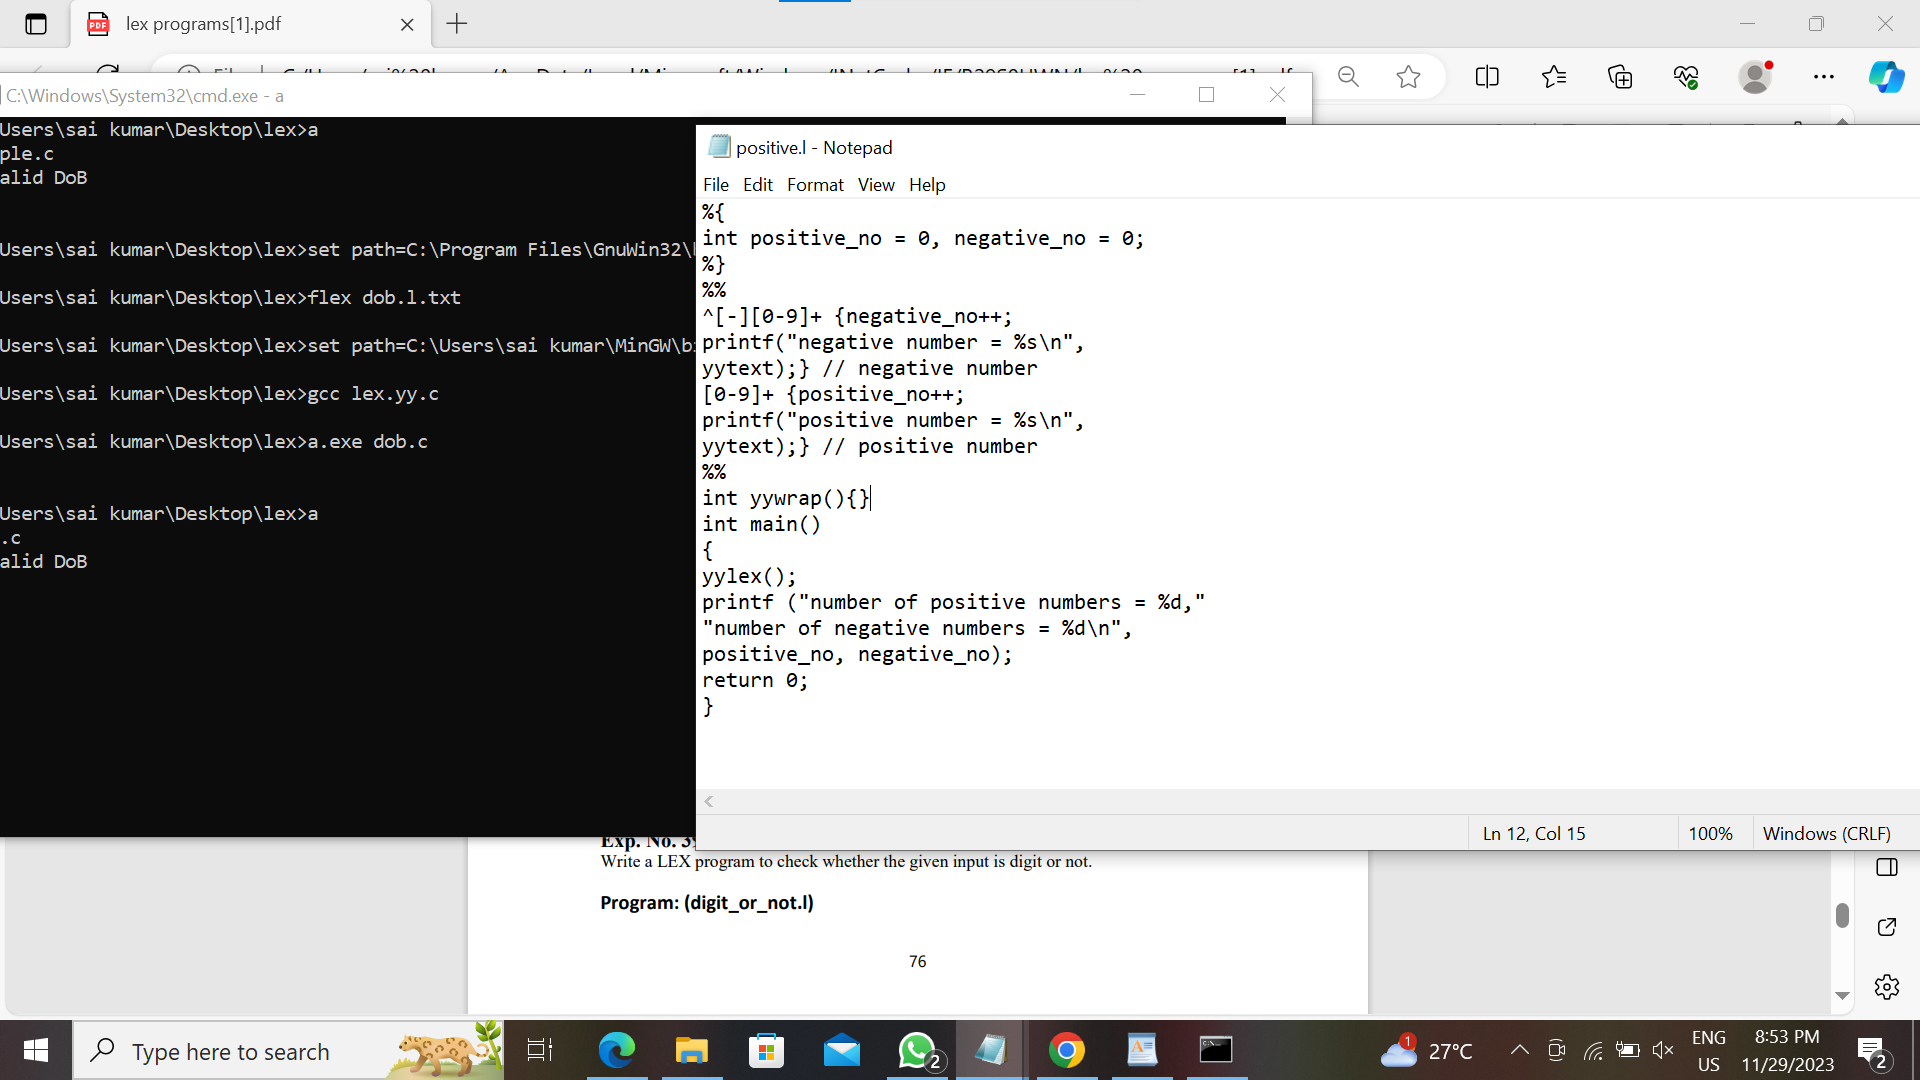 lex programs[1].pdf
C:\Windows\System32\cmd.exe - a
Users\sai kumar\Desktop\lex>a
ple.c
alid DoB
Users\sai kumar\Desktop\lex>set path=C:\Program Files\GnuWin32\
Users\sai kumar\Desktop\lex>flex dob.l.txt
Users\sai kumar\Desktop\lex>set path=C:\Users\sai kumar\MinGW\b
Users\sai kumar\Desktop\lex>gcc lex.yy.c
Users\sai kumar\Desktop\lex>a.exe dob.c
Users\sai kumar\Desktop\lex>a
.c
alid DoB
positive.l - Notepad
File Edit Format View Help
%{
int positive_no = 0, negative_no = 0;
%}
%%
^[-][0-9]+ {negative_no++;
printf("negative number = %s\n",
yytext);} // negative number
[0-9]+ {positive_no++;
printf("positive number = %s\n",
yytext);} // positive number
%%
int yywrap(){}
int main()
{
yylex();
printf ("number of positive numbers = %d,"
"number of negative numbers = %d\n",
positive_no, negative_no);
return 0;
}
Ln 12, Col 15 100% Windows (CRLF)
Exp. No. 3
Write a LEX program to check whether the given input is digit or not.
Program: (digit_or_not.l)
76
Type here to search
2
1
27°C
ENG
US
8:53 PM
11/29/2023
2